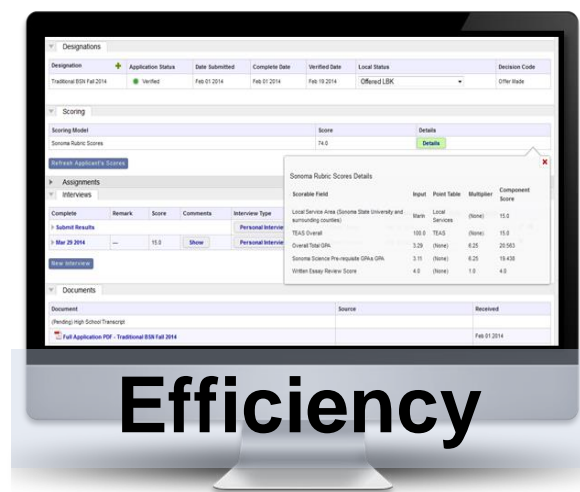 Designations
Designation Application Status Date Submitted Complete Date Verified Date Local Status Decision Code
Traditional BSN Fall 2014 Verified Feb 01 2014 Feb 01 2014 Feb 19 2014 Offered LBK Offer Made
Scoring
Scoring Model Score Details
Sonoma Rubric Scores 74.0 Details
Refresh Applicant's Scores
Assignments
Interviews
Complete Remark Score Comments Interview Type
Submit Results Personal Intervie
Mar 29 2014 — 15.0 Show Personal Intervie
New Interview
Sonoma Rubric Scores Details
Scorable Field Input Point Table Multiplier Component Score
Local Service Area (Sonoma State University and surrounding counties) Marin Local Services (None) 15.0
TEAS Overall 100.0 TEAS (None) 15.0
Overall Total GPA 3.29 (None) 6.25 20.563
Sonoma Science Pre-requisite GPAs GPA 3.11 (None) 6.25 19.438
Written Essay Review Score 4.0 (None) 1.0 4.0
Documents
Document Source Received
(Pending) High School Transcript
Full Application PDF - Traditional BSN Fall 2014 Feb 01 2014
Efficiency